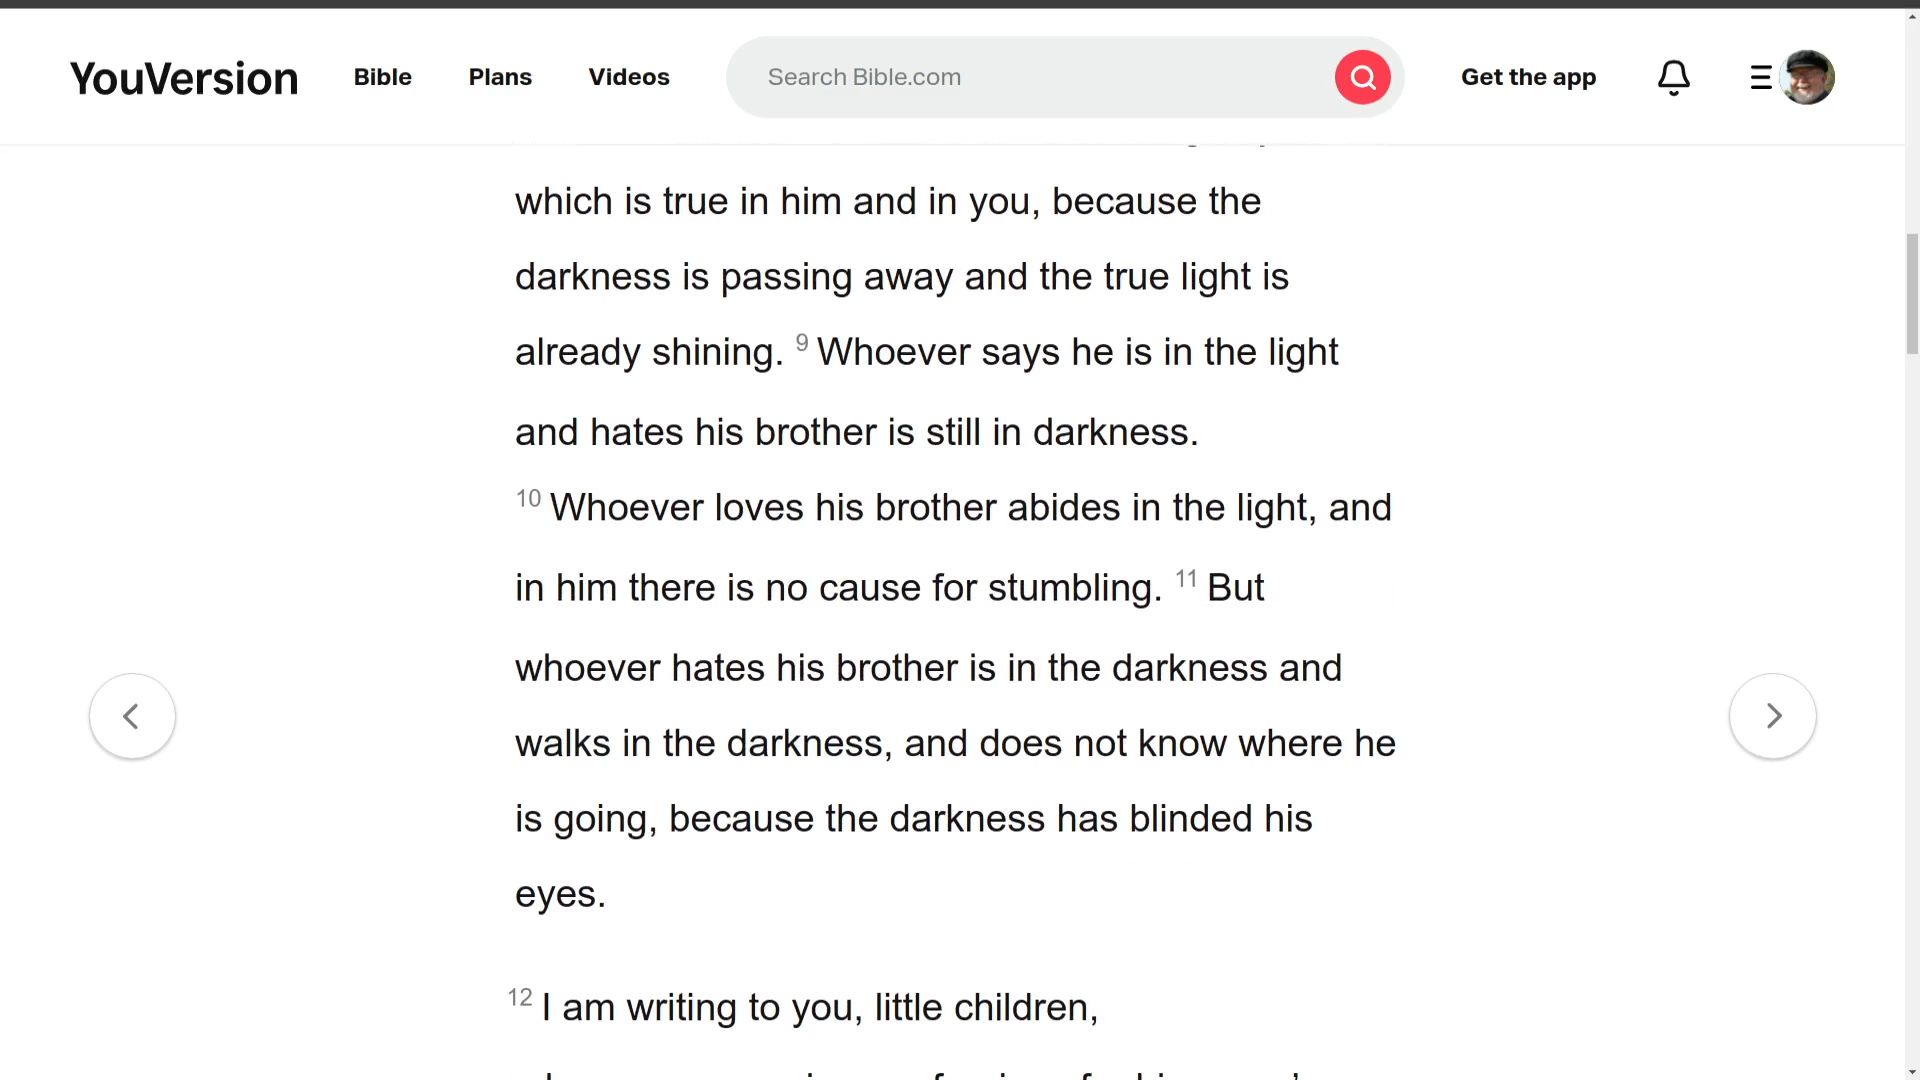 YouVersion
Bible
Plans
Videos
Search Bible.com
Get the app
which is true in him and in you, because the
darkness is passing away and the true light is
already shining. 9 Whoever says he is in the light
and hates his brother is still in darkness.
10 Whoever loves his brother abides in the light, and
in him there is no cause for stumbling. 11 But
whoever hates his brother is in the darkness and
walks in the darkness, and does not know where he
is going, because the darkness has blinded his
eyes.
12 I am writing to you, little children,